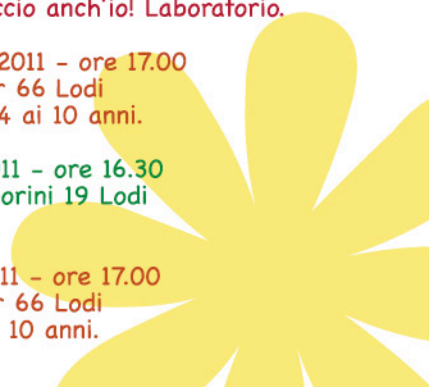 ccio anch'io! Laboratorio.
2011 - ore 17.00
r 66 Lodi
4 ai 10 anni.
11 - ore 16.30
orini 19 Lodi
11 - ore 17.00
r 66 Lodi
10 anni.